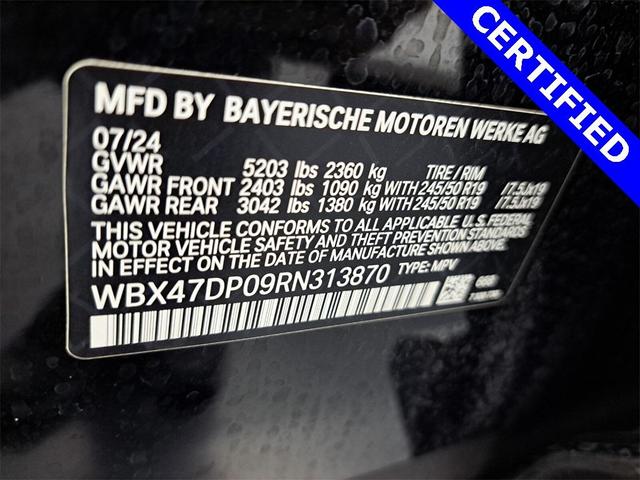 CERTIFIED
MFD BY BAYERISCHE MOTOREN WERKE AG
07/24
GVWR 5203 lbs 2360 kg TIRE / RIM
GAWR FRONT 2403 lbs 1090 kg WITH 245/50 R19 /7.5Jx19
GAWR REAR 3042 lbs 1380 kg WITH 245/50 R19 /7.5Jx19
THIS VEHICLE CONFORMS TO ALL APPLICABLE U.S. FEDERAL
MOTOR VEHICLE SAFETY AND THEFT PREVENTION STANDARDS
IN EFFECT ON THE DATE OF MANUFACTURE SHOWN ABOVE.
WBX47DP09RN313870 TYPE: MPV